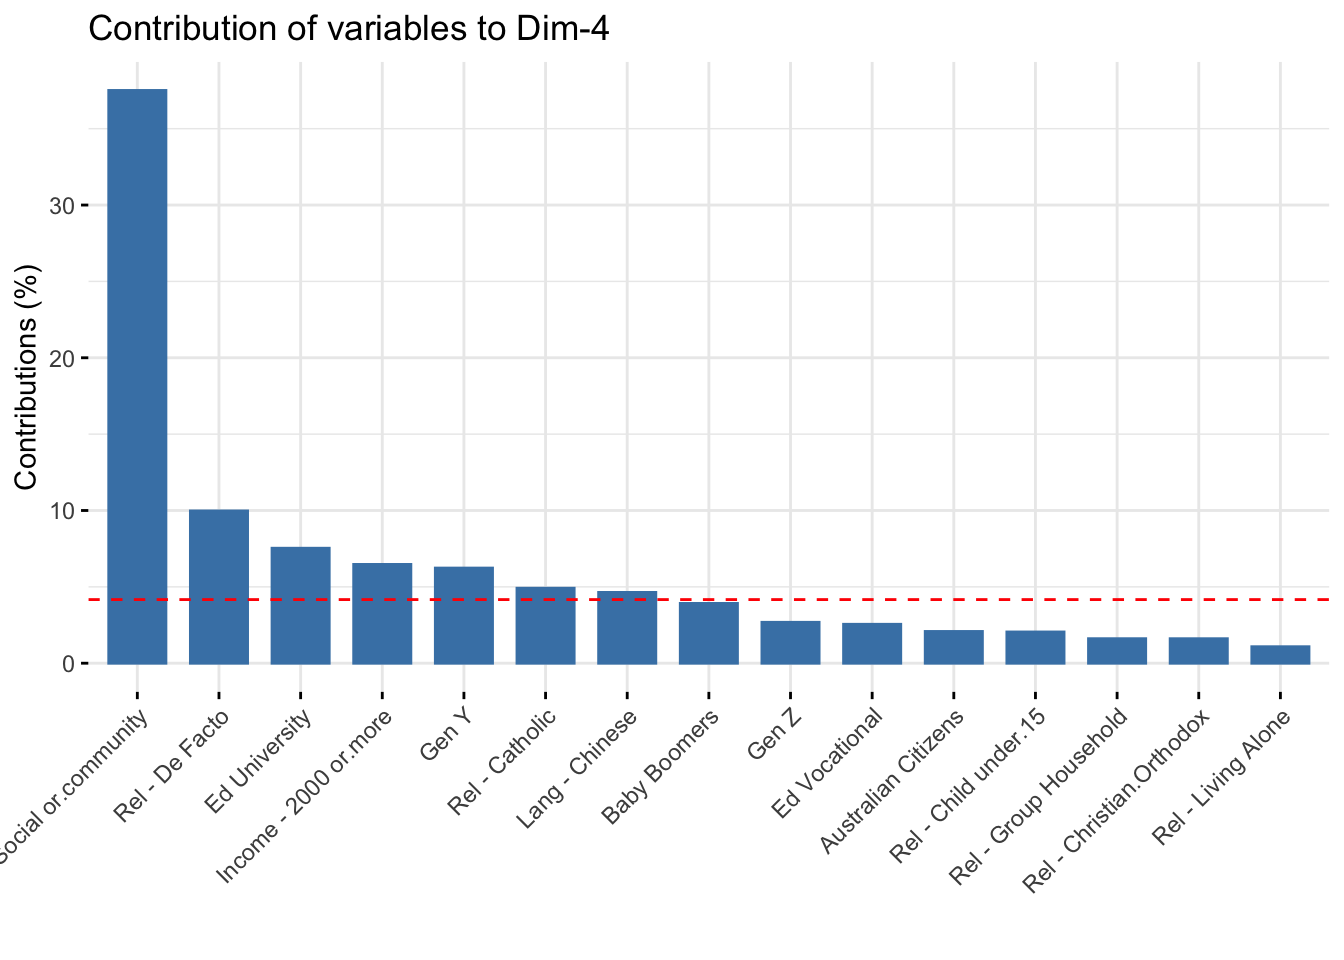 Contribution of variables to Dim-4
Contributions (%)
30
20
10
0
Social or.community
Rel - De Facto
Ed University
Income - 2000 or.more
Gen Y
Rel - Catholic
Lang - Chinese
Baby Boomers
Gen Z
Ed Vocational
Australian Citizens
Rel - Child under.15
Rel - Group Household
Rel - Christian.Orthodox
Rel - Living Alone